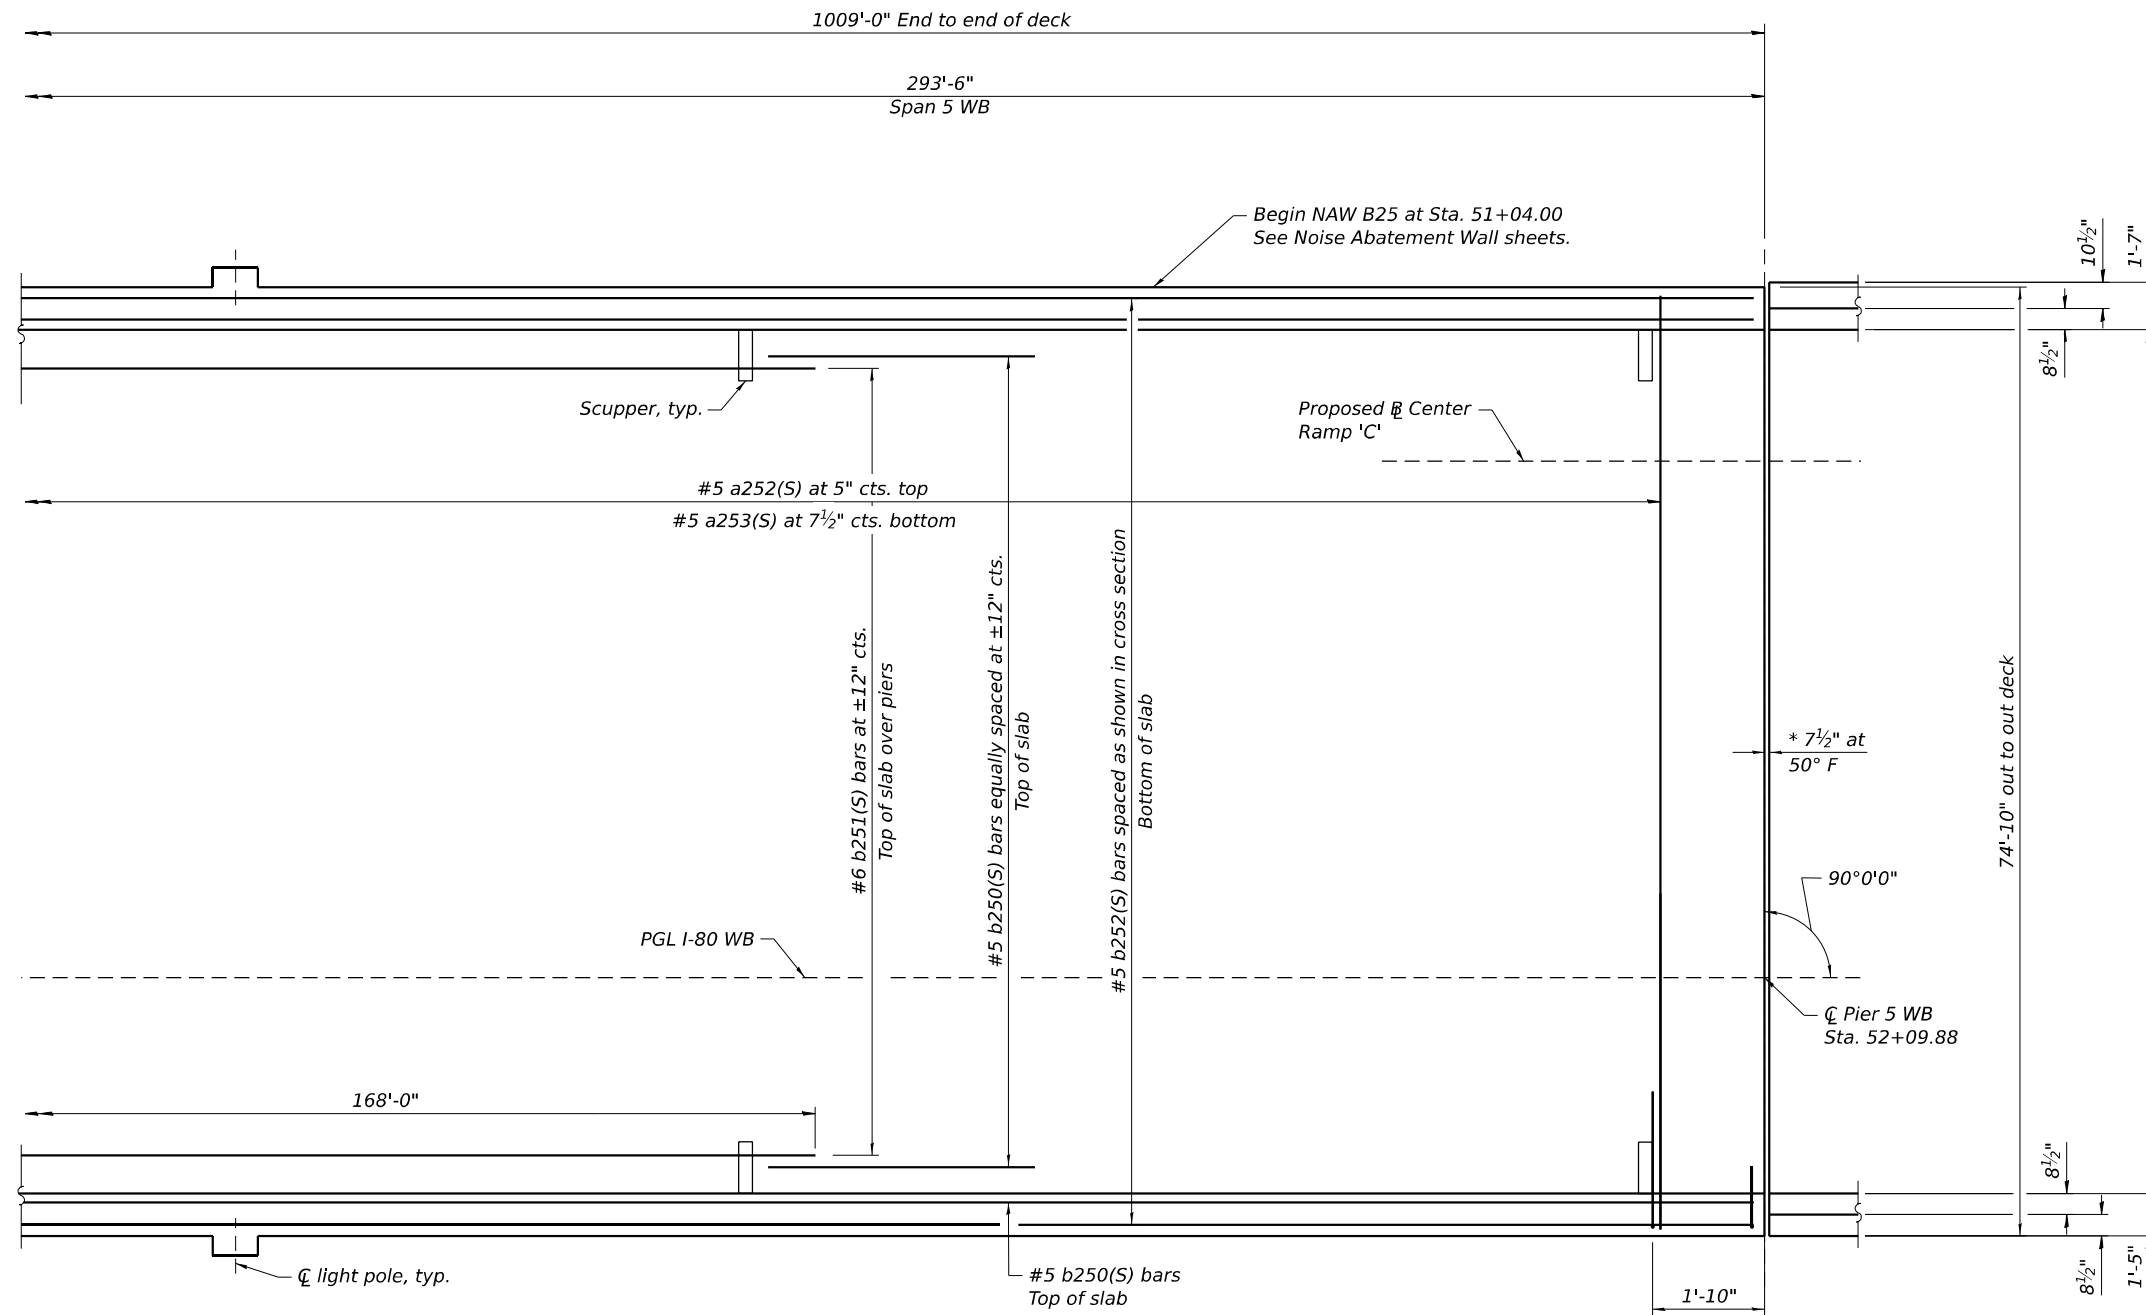 1009'-0" End to end of deck
293'-6"
Span 5 WB
Begin NAW B25 at Sta. 51+04.00
See Noise Abatement Wall sheets.
10½"
1'-7"
8½"
Scupper, typ.
Proposed ℄ Center
Ramp 'C'
#5 a252(S) at 5" cts. top
#5 a253(S) at 7½" cts. bottom
#6 b251(S) bars at ±12" cts.
Top of slab over piers
#5 b250(S) bars equally spaced at ±12" cts.
Top of slab
#5 b252(S) bars spaced as shown in cross section
Bottom of slab
74'-10" out to out deck
* 7½" at
50° F
90°0'0"
PGL I-80 WB
℄ Pier 5 WB
Sta. 52+09.88
168'-0"
8½"
8½"
1'-5"
℄ light pole, typ.
#5 b250(S) bars
Top of slab
1'-10"